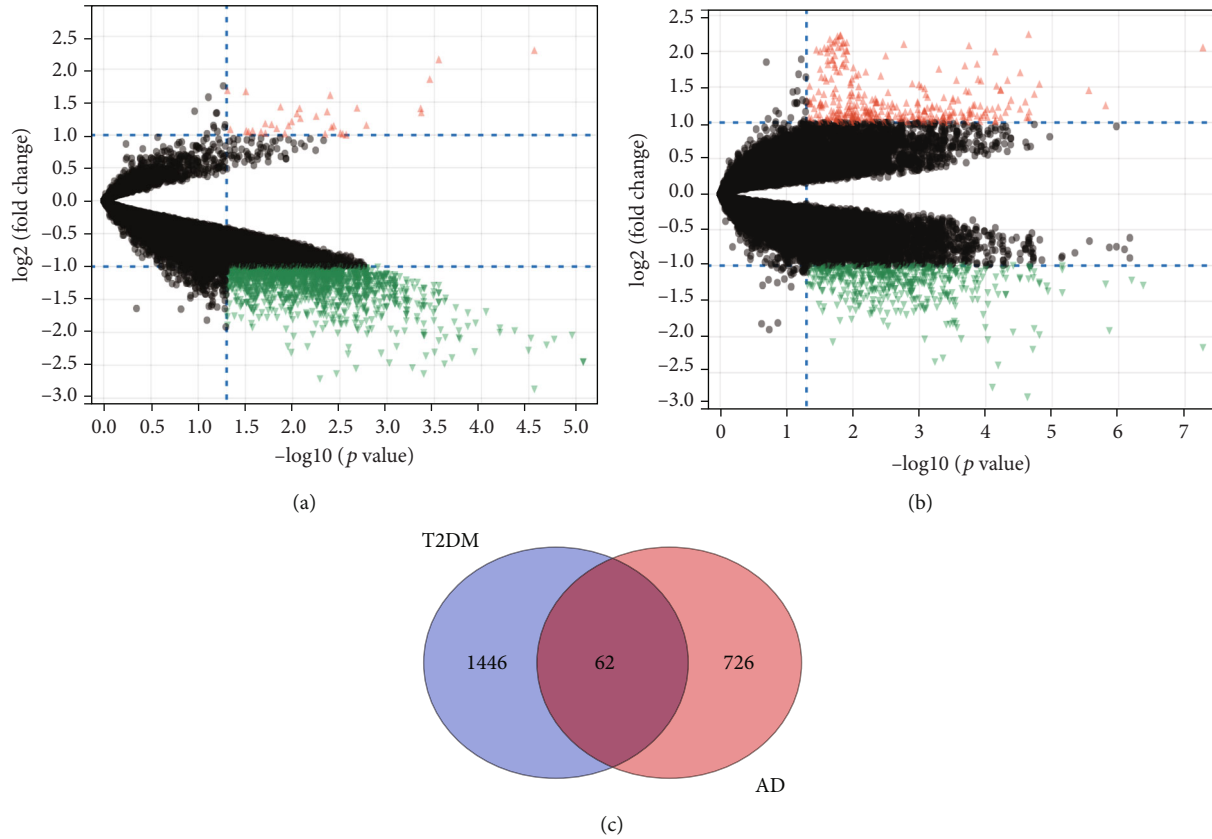 2.5
2.0
1.5
1.0
0.5
0.0
−0.5
−1.0
−1.5
−2.0
−2.5
−3.0
log2 (fold change)
0.0 0.5 1.0 1.5 2.0 2.5 3.0 3.5 4.0 4.5 5.0
−log10 (p value)
(a)
2.5
2.0
1.5
1.0
0.5
0.0
−0.5
−1.0
−1.5
−2.0
−2.5
−3.0
log2 (fold change)
0 1 2 3 4 5 6 7
−log10 (p value)
(b)
T2DM
1446 62 726
AD
(c)